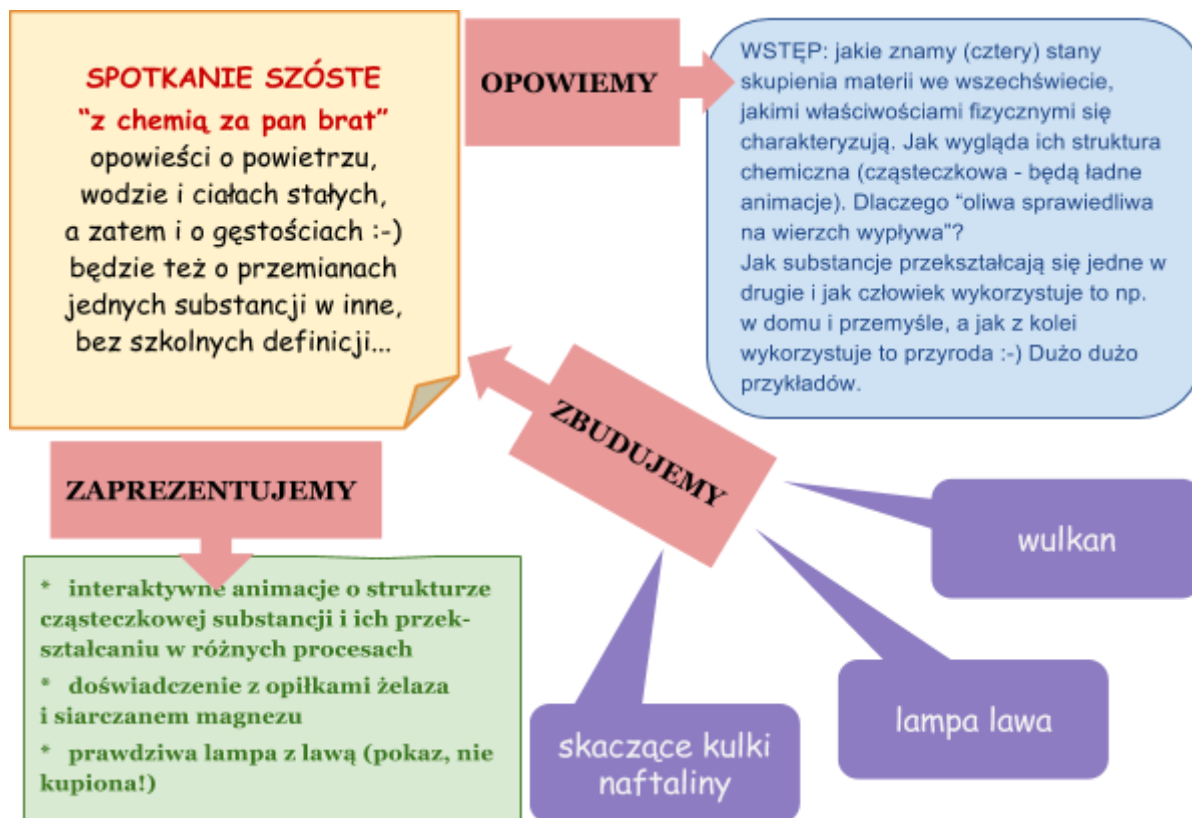 SPOTKANIE SZÓSTE
“z chemią za pan brat”
opowieści o powietrzu,
wodzie i ciałach stałych,
a zatem i o gęstościach :-)
będzie też o przemianach
jednych substancji w inne,
bez szkolnych definicji...
OPOWIEMY
WSTĘP: jakie znamy (cztery) stany
skupienia materii we wszechświecie,
jakimi właściwościami fizycznymi się
charakteryzują. Jak wygląda ich struktura
chemiczna (cząsteczkowa - będą ładne
animacje). Dlaczego “oliwa sprawiedliwa
na wierzch wypływa”?
Jak substancje przekształcają się jedne w
drugie i jak człowiek wykorzystuje to np.
w domu i przemyśle, a jak z kolei
wykorzystuje to przyroda :-) Dużo dużo
przykładów.
ZAPREZENTUJEMY
* interaktywne animacje o strukturze
cząsteczkowej substancji i ich przek-
ształcaniu w różnych procesach
* doświadczenie z opiłkami żelaza
i siarczanem magnezu
* prawdziwa lampa z lawą (pokaz, nie
kupiona!)
ZBUDUJEMY
wulkan
lampa lawa
skaczące kulki
naftaliny